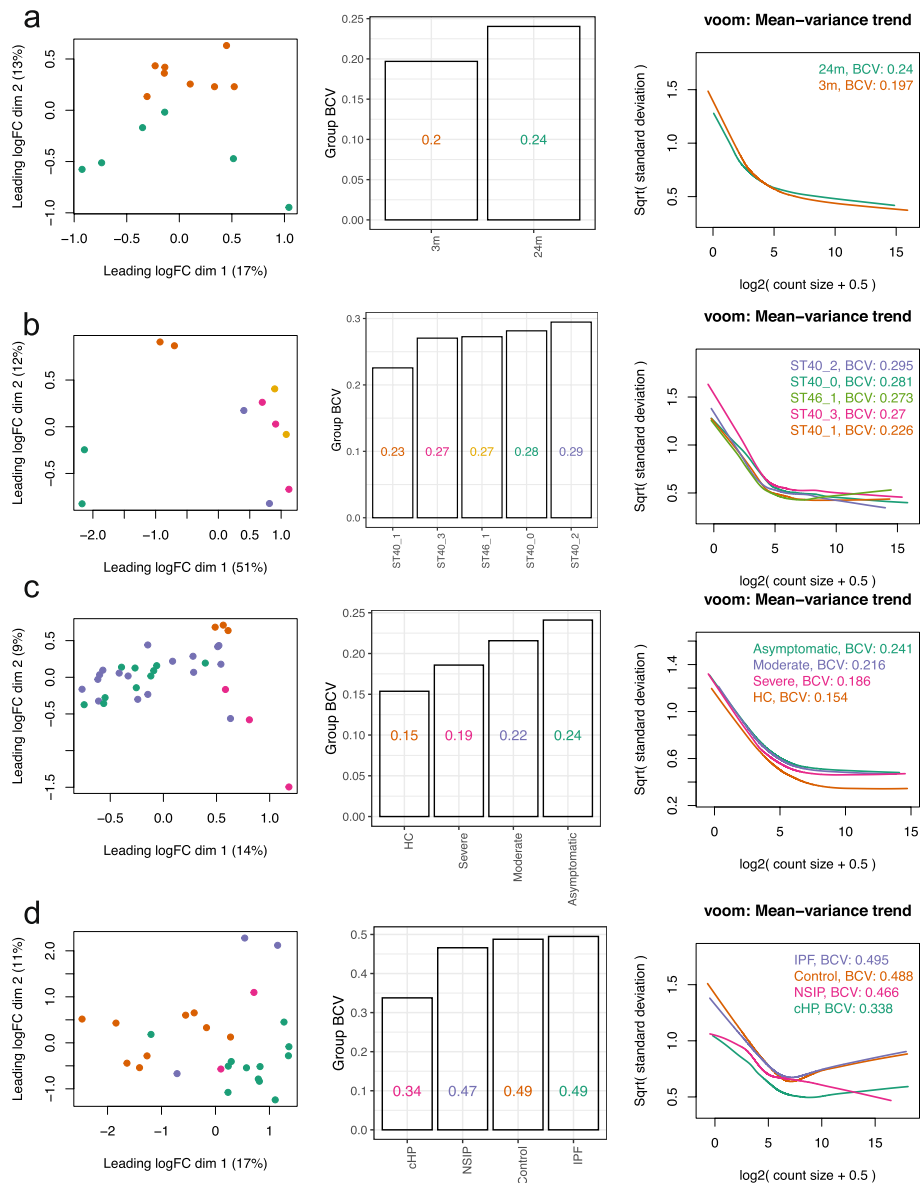 a
0.5
0.0
−0.5
−1.0
−1.0
−0.5
0.0
0.5
1.0
Leading logFC dim 2 (13%)
Leading logFC dim 1 (17%)
0.25
0.20
0.15
0.10
0.05
0.00
Group BCV
0.2
0.24
3m
24m
voom: Mean−variance trend
24m, BCV: 0.24
3m, BCV: 0.197
1.5
1.0
0.5
0
5
10
15
Sqrt( standard deviation )
log2( count size + 0.5 )
b
0.5
0.0
−0.5
−2.0
−1.0
0.0
0.5
1.0
Leading logFC dim 2 (12%)
Leading logFC dim 1 (51%)
0.3
0.2
0.1
0.0
Group BCV
0.23
0.27
0.27
0.28
0.29
ST40_1
ST40_3
ST46_1
ST40_0
ST40_2
voom: Mean−variance trend
ST40_2, BCV: 0.295
ST40_0, BCV: 0.281
ST46_1, BCV: 0.273
ST40_3, BCV: 0.27
ST40_1, BCV: 0.226
1.5
1.0
0.5
0
5
10
15
Sqrt( standard deviation )
log2( count size + 0.5 )
c
0.5
−0.5
−1.5
−0.5
0.0
0.5
1.0
Leading logFC dim 2 (9%)
Leading logFC dim 1 (14%)
0.25
0.20
0.15
0.10
0.05
0.00
Group BCV
0.15
0.19
0.22
0.24
HC
Severe
Moderate
Asymptomatic
voom: Mean−variance trend
Asymptomatic, BCV: 0.241
Moderate, BCV: 0.216
Severe, BCV: 0.186
HC, BCV: 0.154
1.4
1.0
0.6
0.2
0
5
10
15
Sqrt( standard deviation )
log2( count size + 0.5 )
d
2.0
1.0
0.0
−1.0
−2
−1
0
1
Leading logFC dim 2 (11%)
Leading logFC dim 1 (17%)
0.5
0.4
0.3
0.2
0.1
0.0
Group BCV
0.34
0.47
0.49
0.49
cHP
NSIP
Control
IPF
voom: Mean−variance trend
IPF, BCV: 0.495
Control, BCV: 0.488
NSIP, BCV: 0.466
cHP, BCV: 0.338
1.5
1.0
0.5
0
5
10
15
Sqrt( standard deviation )
log2( count size + 0.5 )